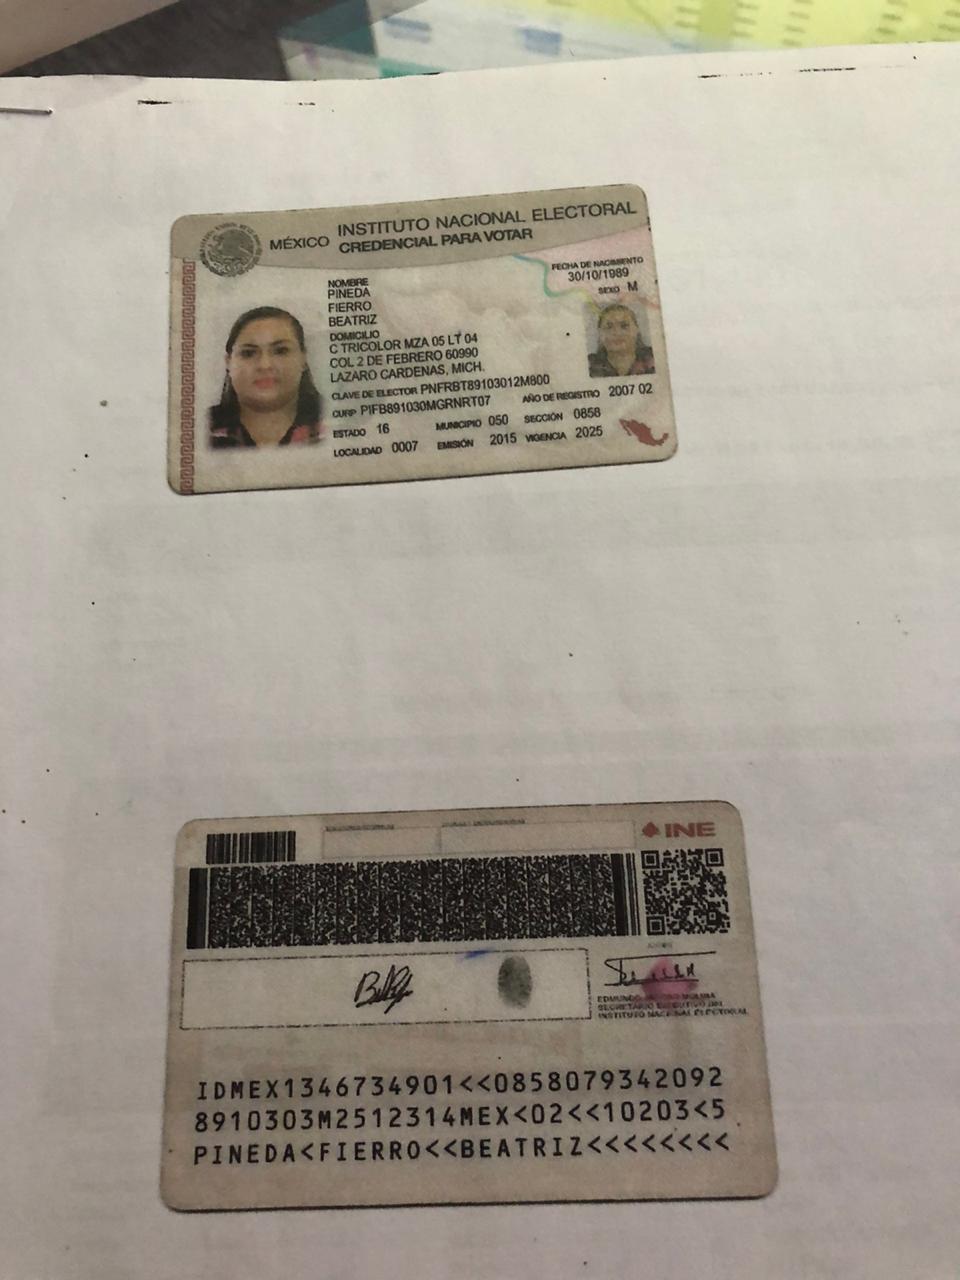 MÉXICO INSTITUTO NACIONAL ELECTORAL
CREDENCIAL PARA VOTAR
NOMBRE
PINEDA
FIERRO
BEATRIZ
FECHA DE NACIMIENTO
30/10/1989
SEXO M
DOMICILIO
C TRICOLOR MZA 05 LT 04
COL 2 DE FEBRERO 60990
LAZARO CARDENAS, MICH.
CLAVE DE ELECTOR PNFRBT89103012M800
CURP PIFB891030MGRNRT07 AÑO DE REGISTRO 2007 02
ESTADO 16 MUNICIPIO 050 SECCIÓN 0858
LOCALIDAD 0007 EMISIÓN 2015 VIGENCIA 2025
INE
EDMUNDO MOLINA
SECRETARIO EJECUTIVO DEL
INSTITUTO NACIONAL ELECTORAL
IDMEX1346734901<<0858079342092
8910303M2512314MEX<02<<10203<5
PINEDA<FIERRO<<BEATRIZ<<<<<<<<